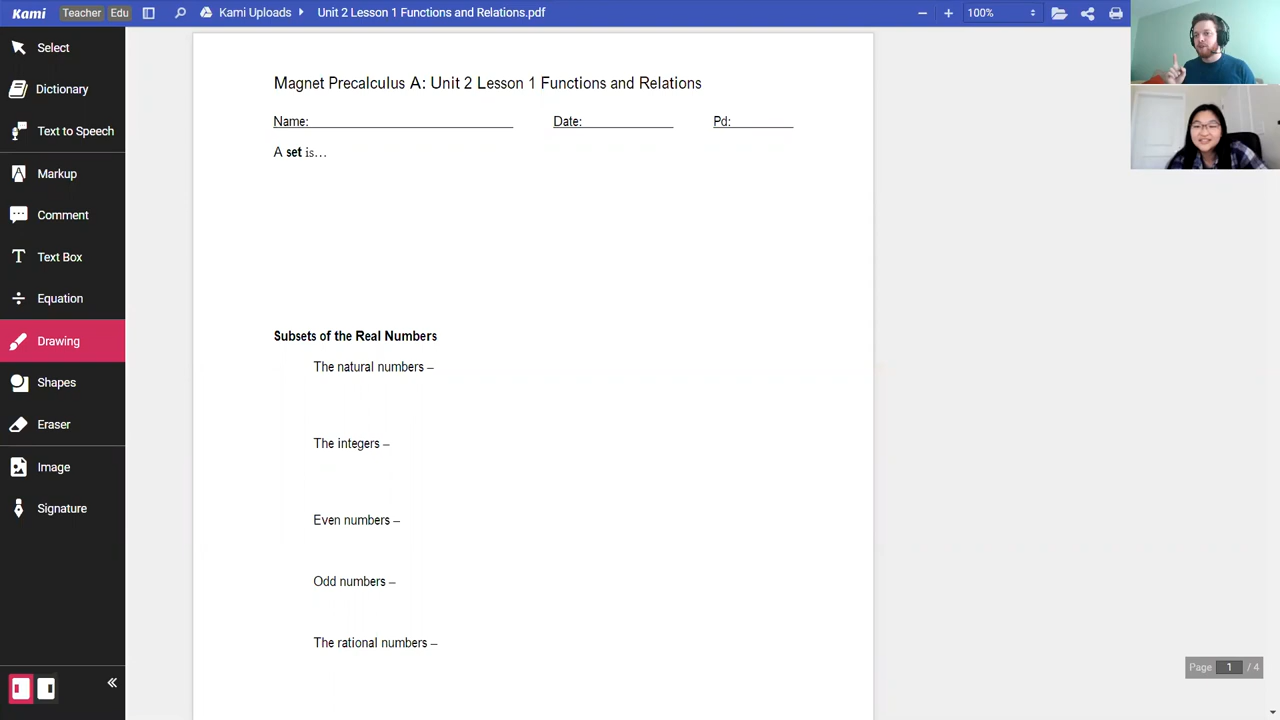 Kami Teacher Edu Kami Uploads Unit 2 Lesson 1 Functions and Relations.pdf 100%
Select
Dictionary
Text to Speech
Markup
Comment
Text Box
Equation
Drawing
Shapes
Eraser
Image
Signature
Magnet Precalculus A: Unit 2 Lesson 1 Functions and Relations
Name: Date: Pd:
A set is…
Subsets of the Real Numbers
The natural numbers –
The integers –
Even numbers –
Odd numbers –
The rational numbers –
Page 1 / 4